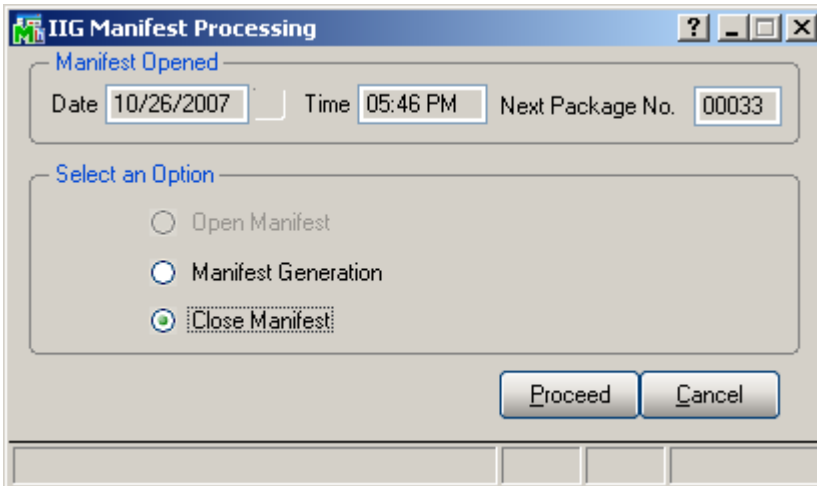 IIG Manifest Processing
Manifest Opened
Date 10/26/2007 Time 05:46 PM Next Package No. 00033
Select an Option
Open Manifest
Manifest Generation
Close Manifest
Proceed Cancel